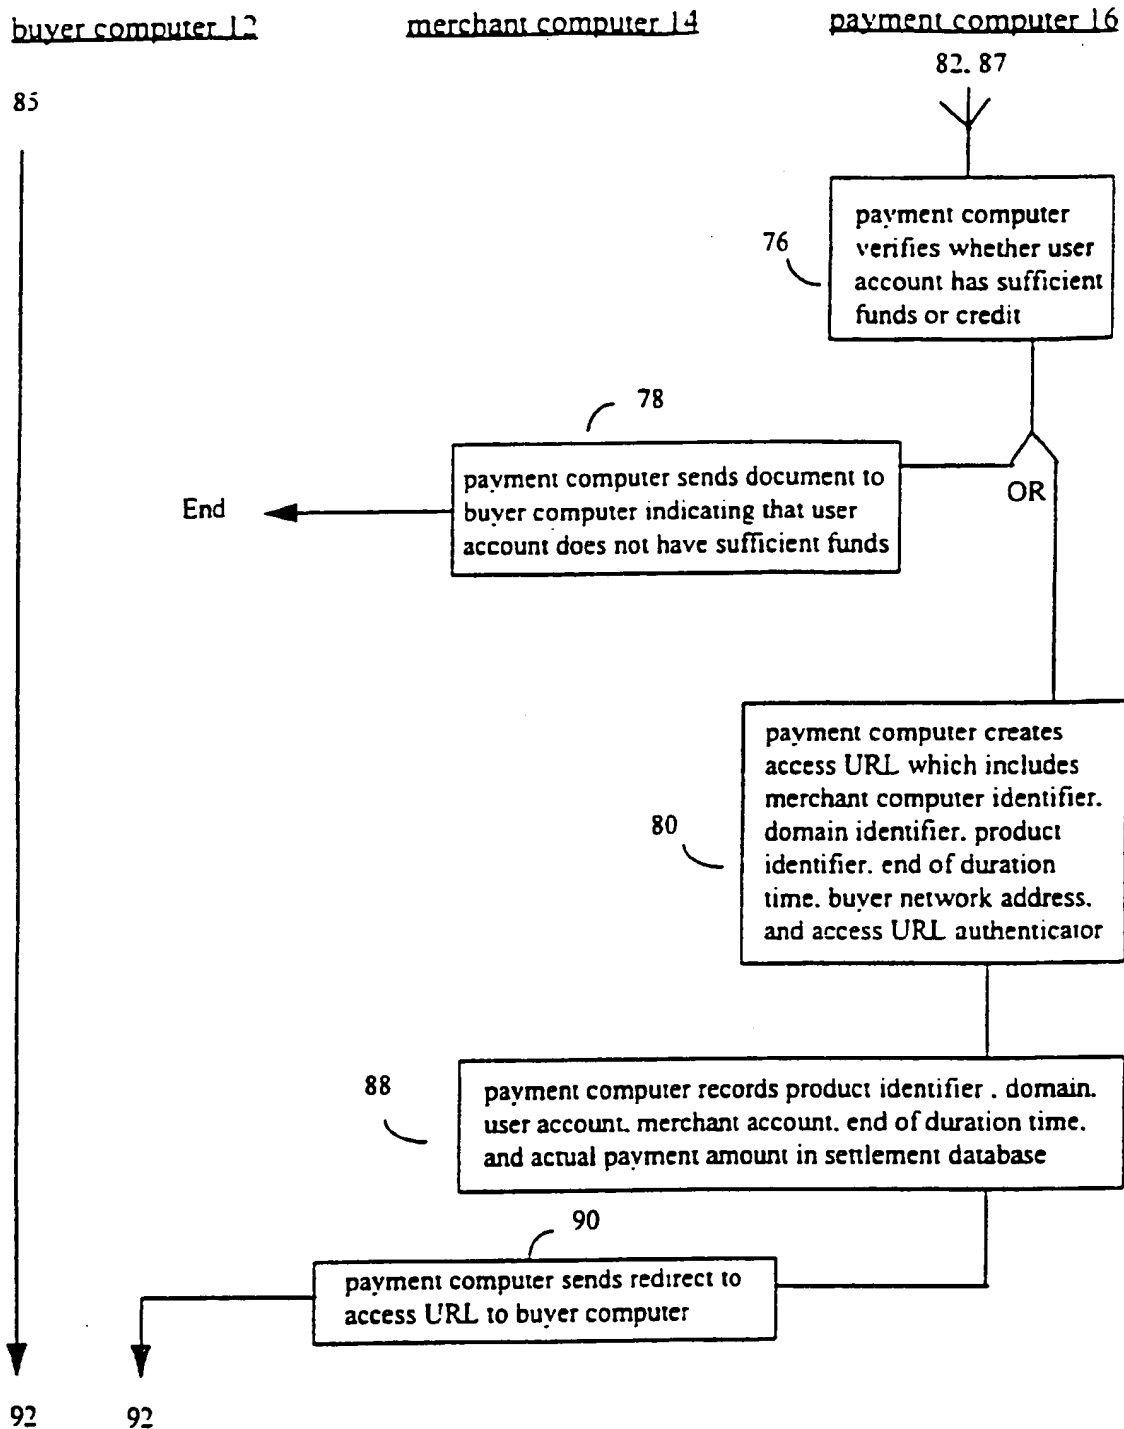 buyer computer 12
merchant computer 14
payment computer 16
82. 87
85
payment computer
verifies whether user
account has sufficient
funds or credit
76
78
payment computer sends document to
buyer computer indicating that user
account does not have sufficient funds
End
OR
payment computer creates
access URL which includes
merchant computer identifier.
domain identifier. product
identifier. end of duration
time. buyer network address.
and access URL authenticator
80
88
payment computer records product identifier . domain.
user account. merchant account. end of duration time.
and actual payment amount in settlement database
90
payment computer sends redirect to
access URL to buyer computer
92
92